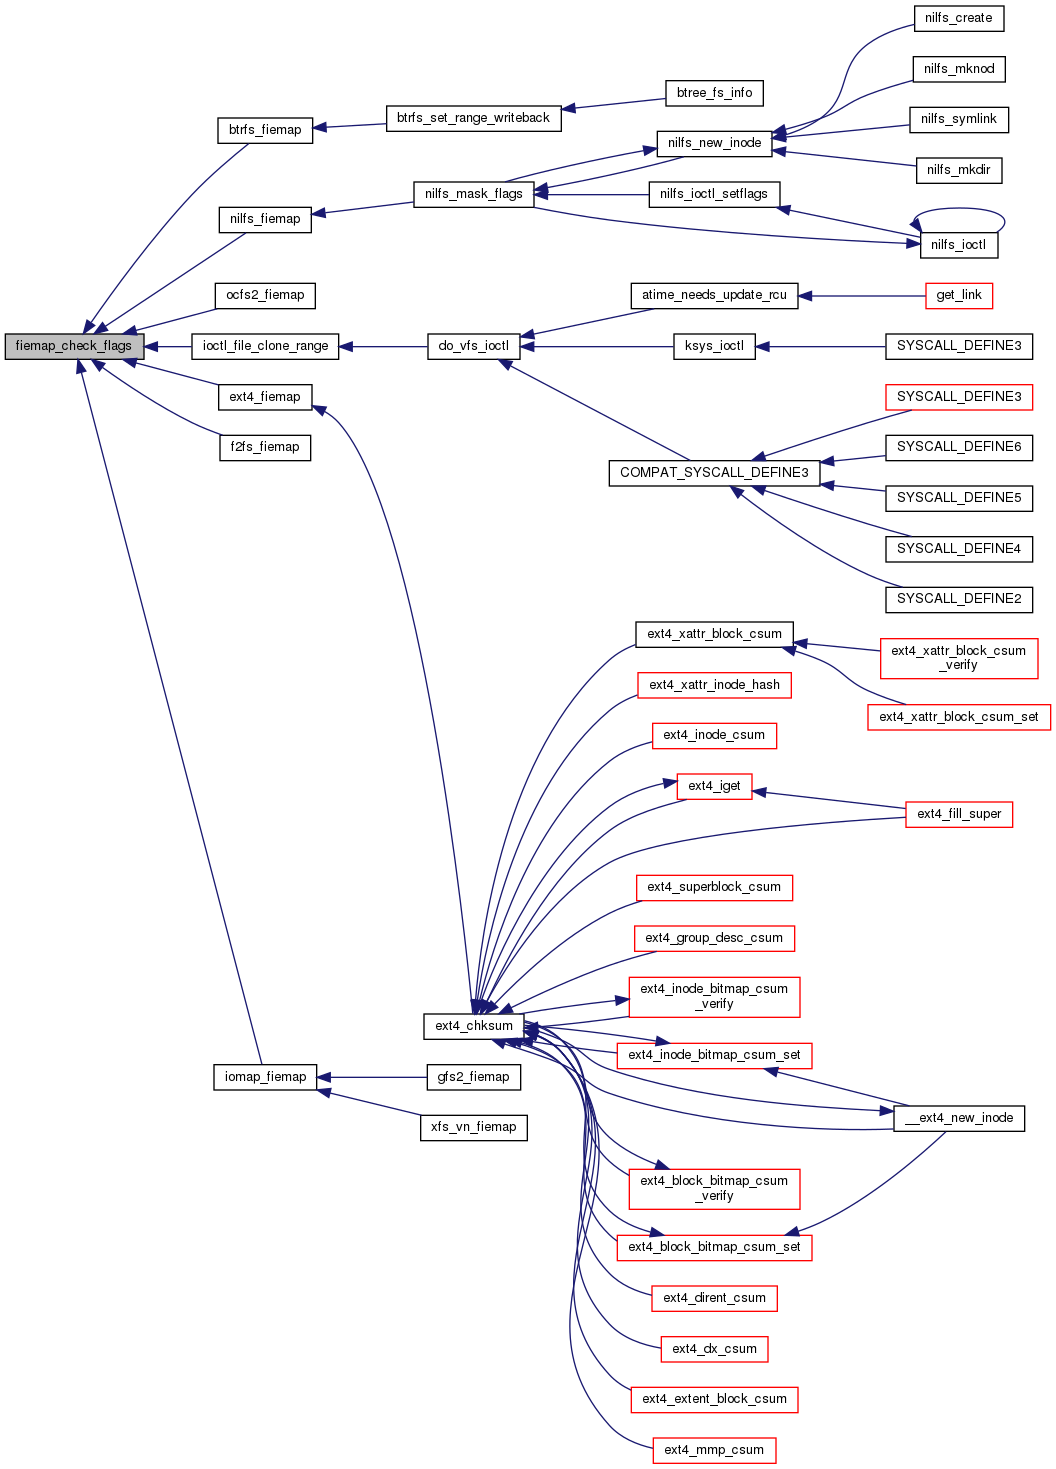 nilfs_create
nilfs_mknod
btree_fs_info
btrfs_set_range_writeback
nilfs_symlink
btrfs_fiemap
nilfs_new_inode
nilfs_mkdir
nilfs_mask_flags
nilfs_ioctl_setflags
nilfs_fiemap
nilfs_ioctl
ocfs2_fiemap
atime_needs_update_rcu
get_link
fiemap_check_flags
ioctl_file_clone_range
do_vfs_ioctl
ksys_ioctl
SYSCALL_DEFINE3
ext4_fiemap
SYSCALL_DEFINE3
f2fs_fiemap
SYSCALL_DEFINE6
COMPAT_SYSCALL_DEFINE3
SYSCALL_DEFINE5
SYSCALL_DEFINE4
SYSCALL_DEFINE2
ext4_xattr_block_csum
ext4_xattr_block_csum
_verify
ext4_xattr_inode_hash
ext4_xattr_block_csum_set
ext4_inode_csum
ext4_iget
ext4_fill_super
ext4_superblock_csum
ext4_group_desc_csum
ext4_inode_bitmap_csum
_verify
ext4_chksum
ext4_inode_bitmap_csum_set
iomap_fiemap
gfs2_fiemap
__ext4_new_inode
xfs_vn_fiemap
ext4_block_bitmap_csum
_verify
ext4_block_bitmap_csum_set
ext4_dirent_csum
ext4_dx_csum
ext4_extent_block_csum
ext4_mmp_csum